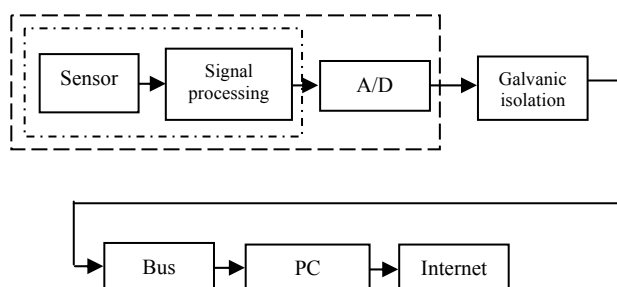 Sensor
Signal
processing
A/D
Galvanic
isolation
Bus
PC
Internet